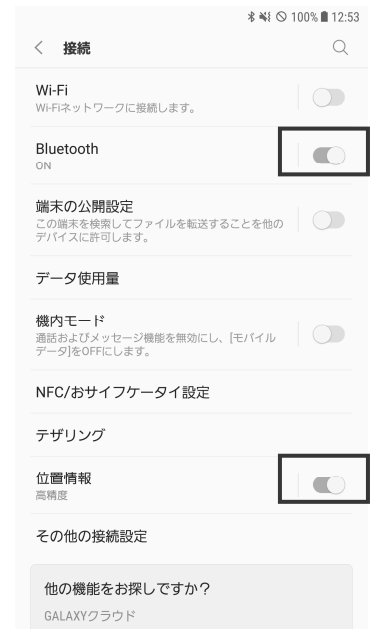 100% 12:53
接続
Wi-Fi
Wi-Fiネットワークに接続します。
Bluetooth
ON
端末の公開設定
この端末を検索してファイルを転送することを他の
デバイスに許可します。
データ使用量
機内モード
通話およびメッセージ機能を無効にし、[モバイル
データ]をOFFにします。
NFC/おサイフケータイ設定
テザリング
位置情報
高精度
その他の接続設定
他の機能をお探しですか？
GALAXYクラウド